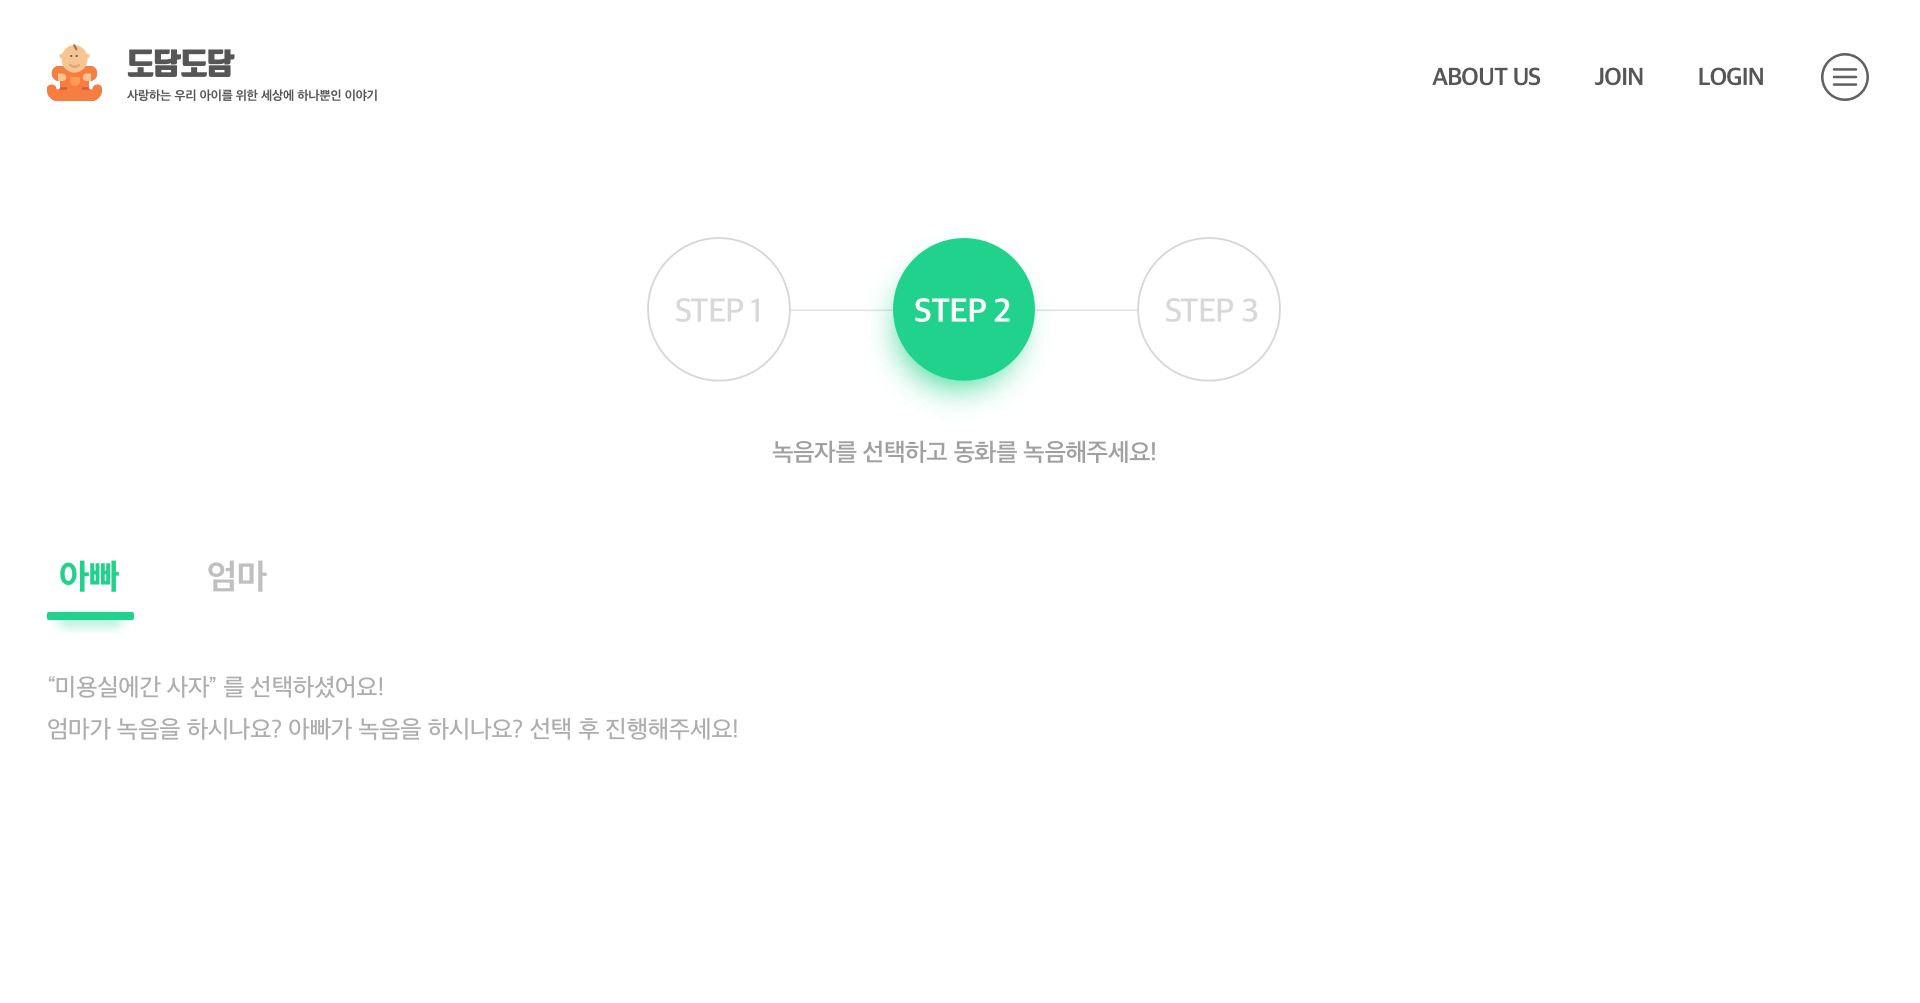 도담도담
사랑하는 우리 아이를 위한 세상에 하나뿐인 이야기
ABOUT US
JOIN
LOGIN
STEP 1
STEP 2
STEP 3
녹음자를 선택하고 동화를 녹음해주세요!
아빠
엄마
“미용실에간 사자” 를 선택하셨어요!
엄마가 녹음을 하시나요? 아빠가 녹음을 하시나요? 선택 후 진행해주세요!